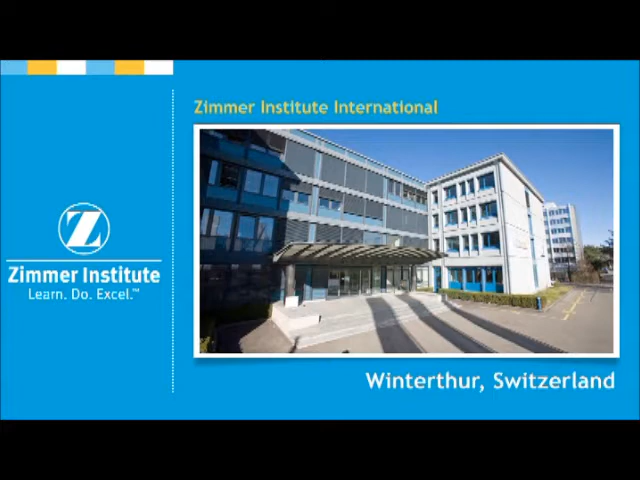 Zimmer Institute International
Z
Zimmer Institute
Learn. Do. Excel.™
Winterthur, Switzerland